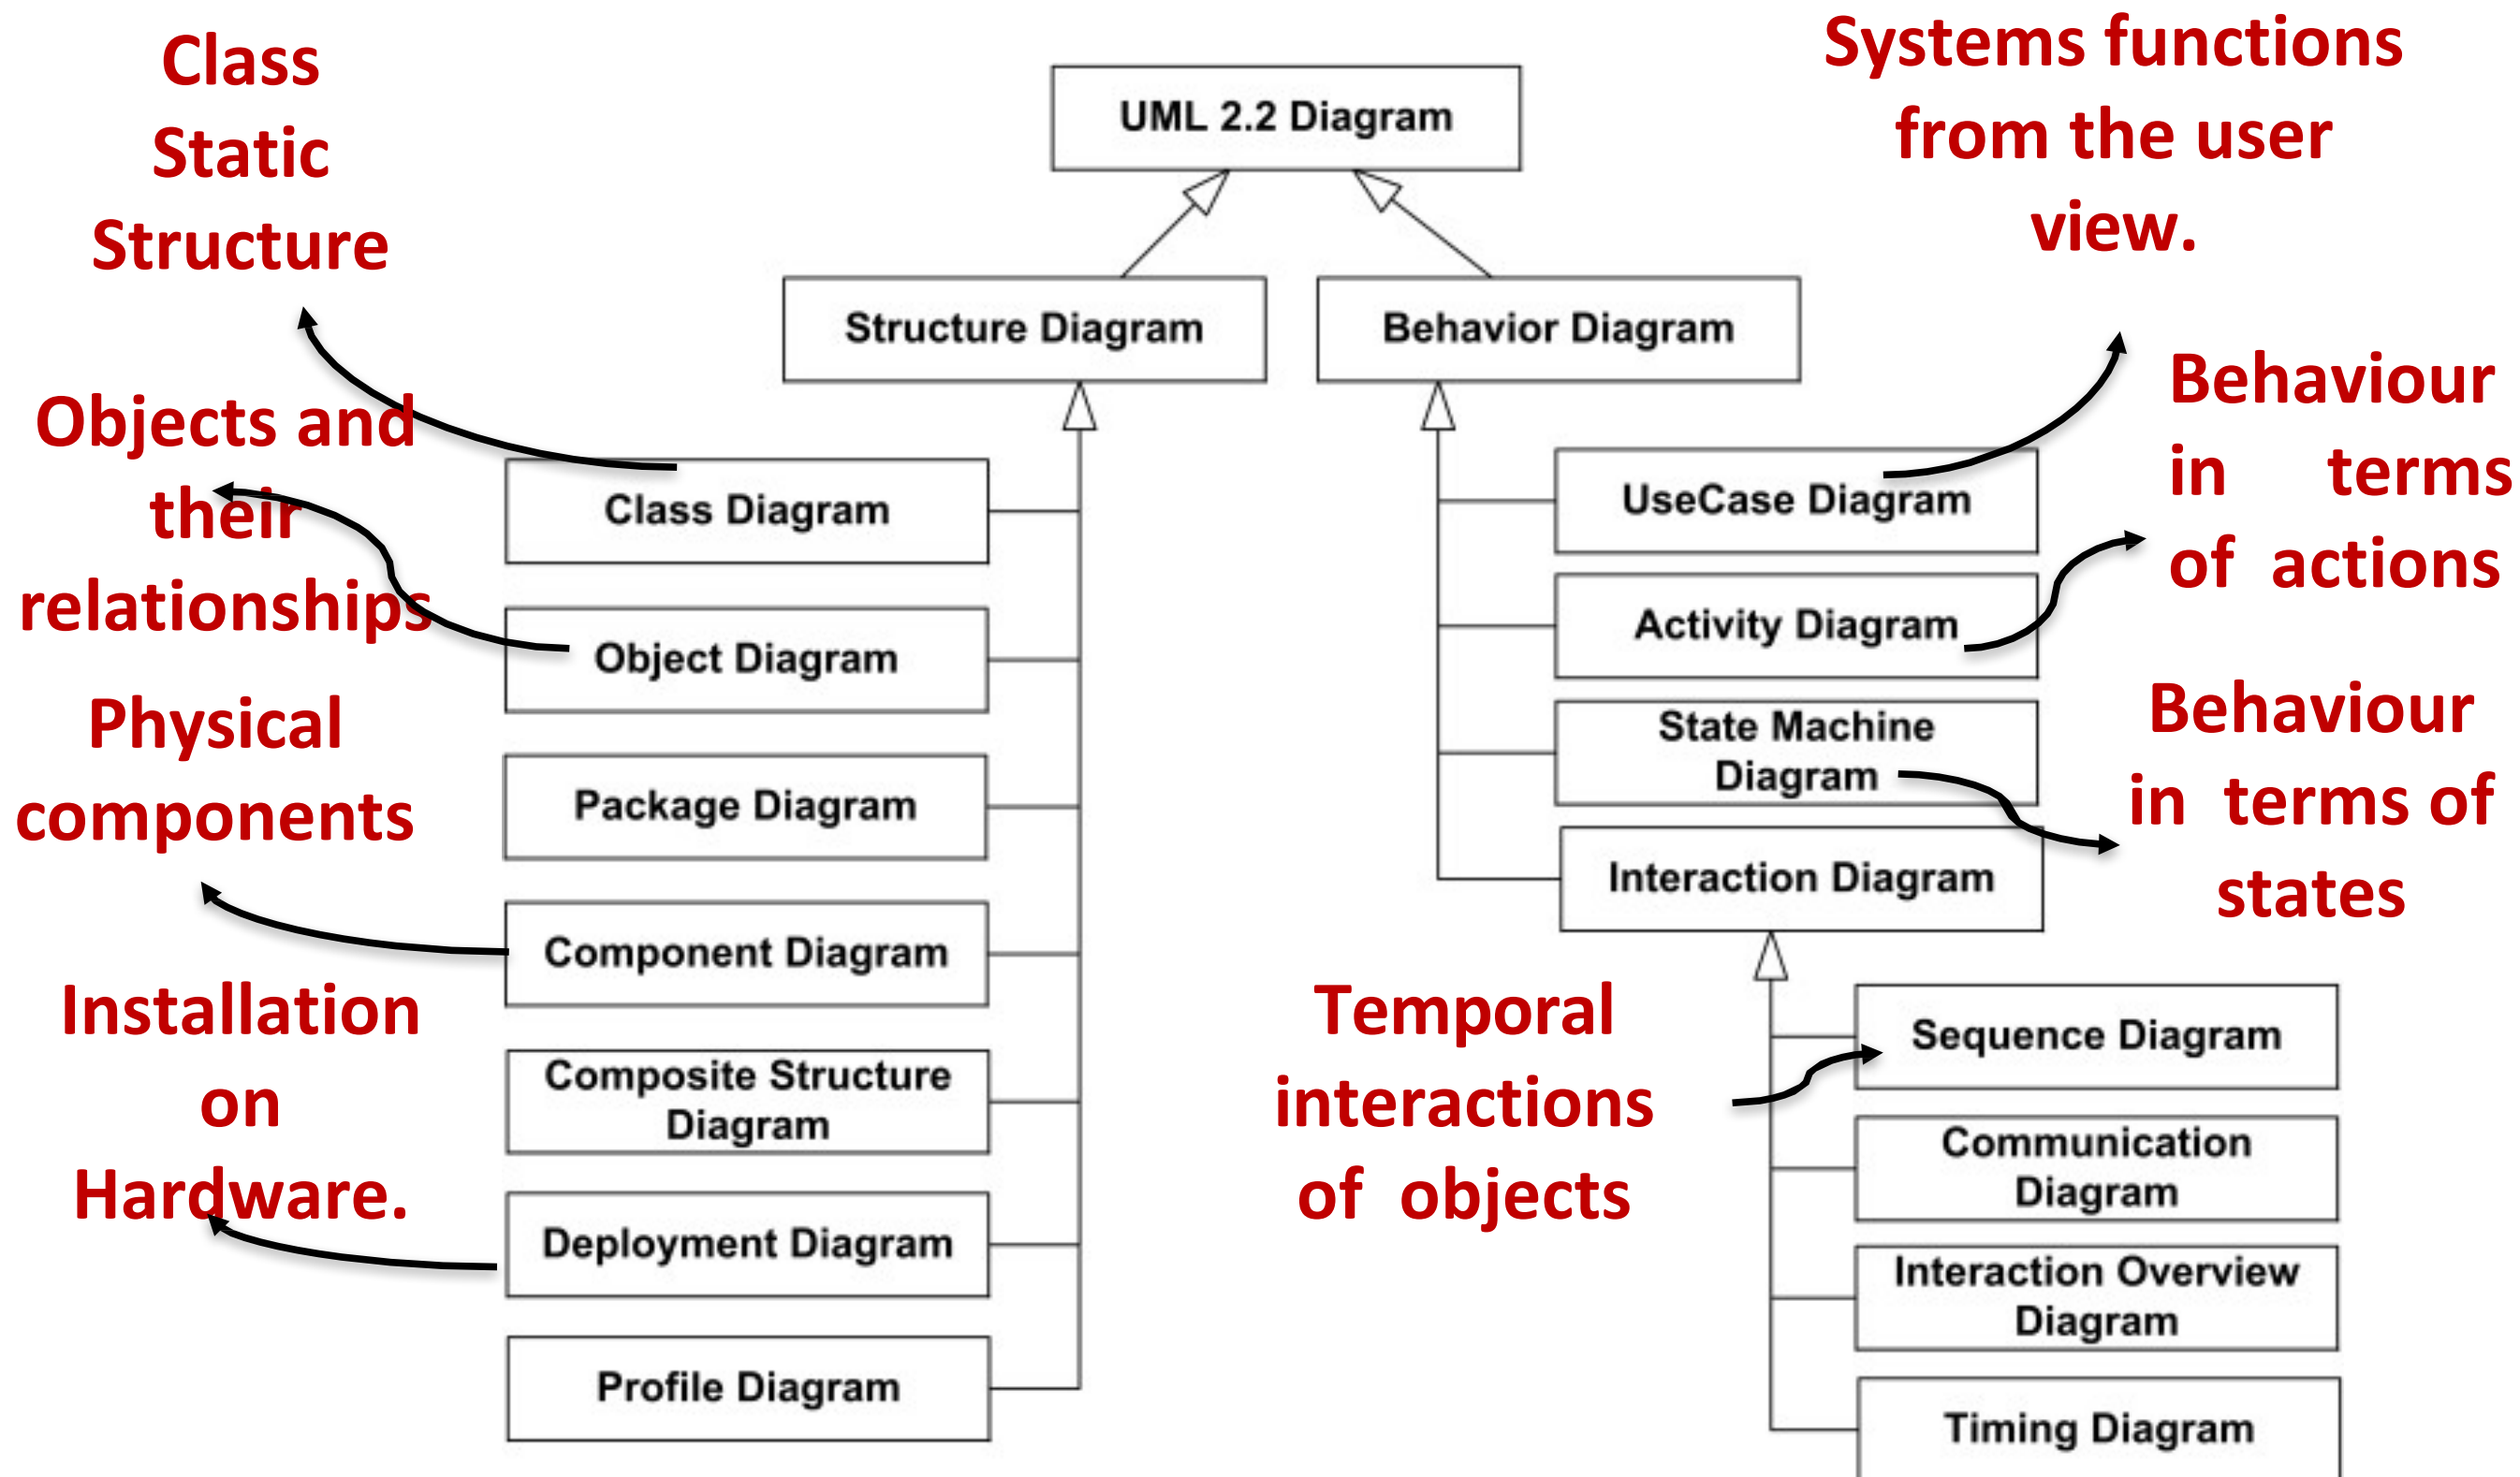 Class
Static
Structure
Objects and
their
relationships
Physical
components
Installation
on
Hardware.
UML 2.2 Diagram
Structure Diagram
Behavior Diagram
Class Diagram
Object Diagram
Package Diagram
Component Diagram
Composite Structure
Diagram
Deployment Diagram
Profile Diagram
UseCase Diagram
Activity Diagram
State Machine
Diagram
Interaction Diagram
Temporal
interactions
of objects
Sequence Diagram
Communication
Diagram
Interaction Overview
Diagram
Timing Diagram
Systems functions
from the user
view.
Behaviour
in terms
of actions
Behaviour
in terms of
states